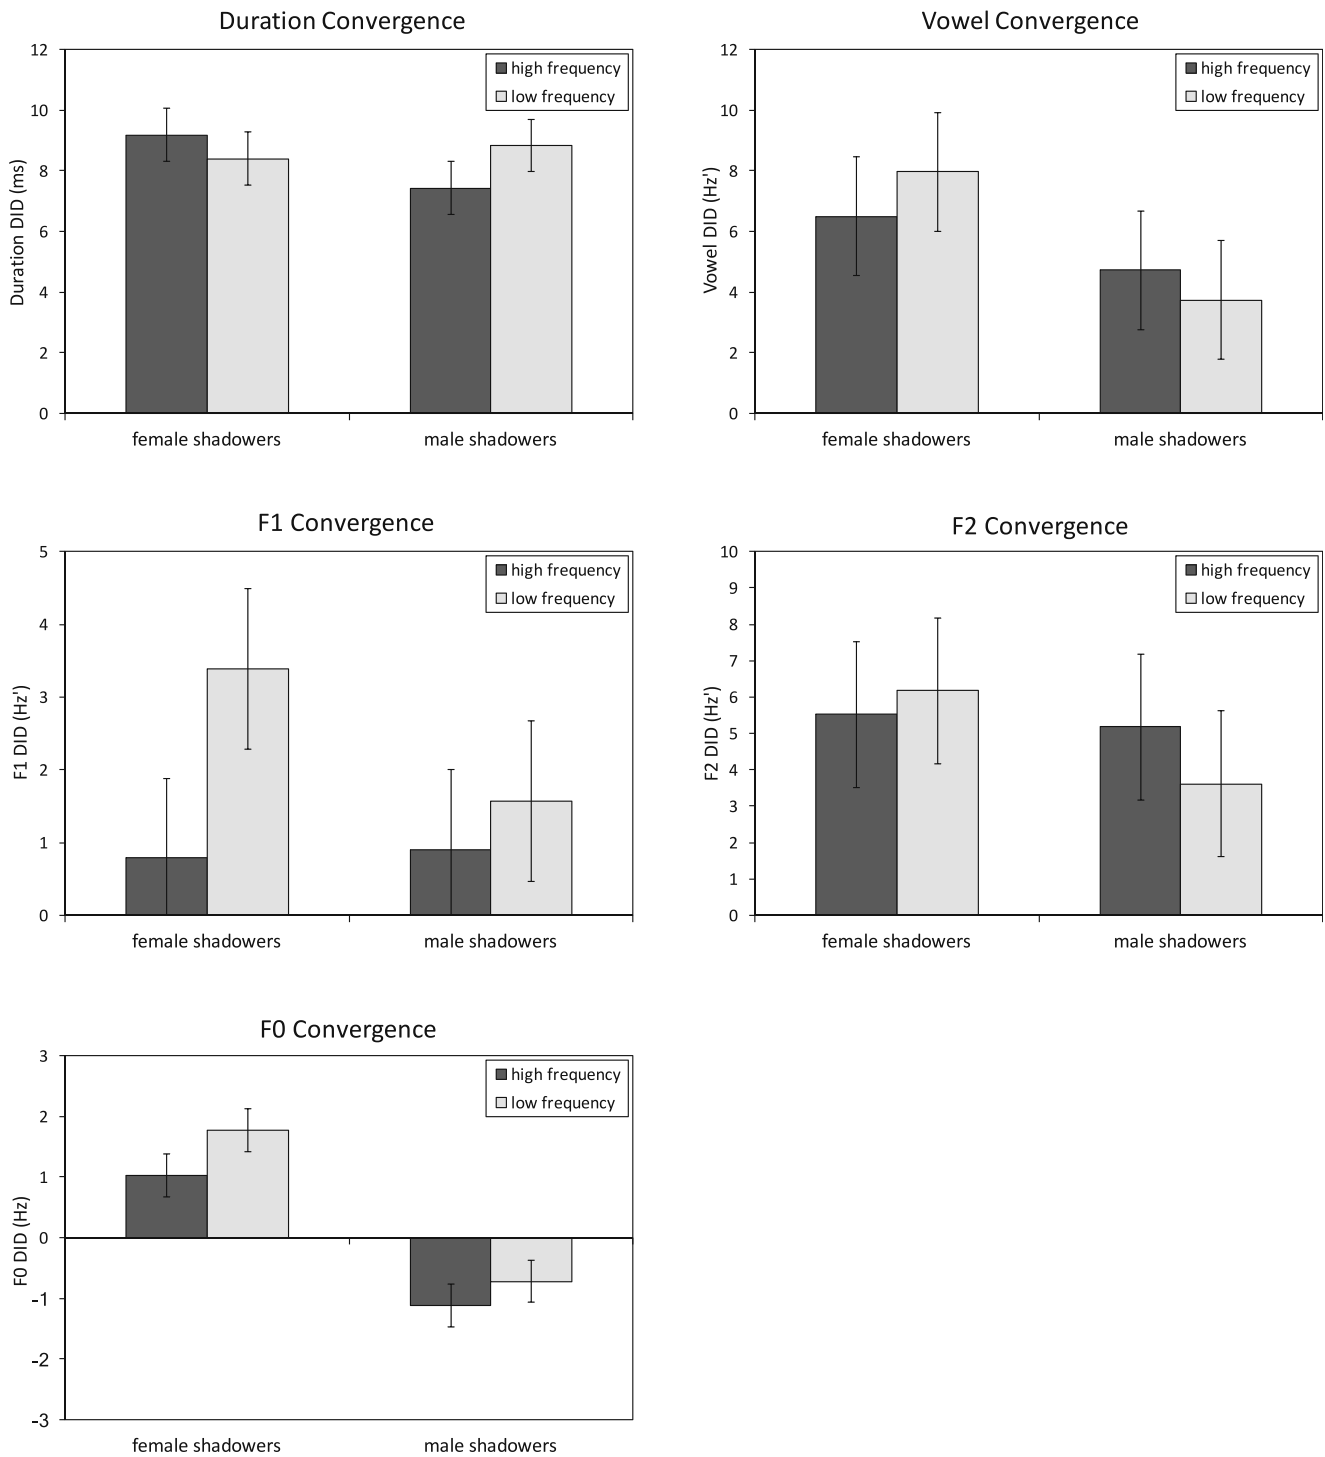 Duration Convergence
12
10
8
6
4
2
0
Duration DID (ms)
high frequency
low frequency
female shadowers
male shadowers
Vowel Convergence
12
10
8
6
4
2
0
Vowel DID (Hz')
high frequency
low frequency
female shadowers
male shadowers
F1 Convergence
5
4
3
2
1
0
F1 DID (Hz')
high frequency
low frequency
female shadowers
male shadowers
F2 Convergence
10
9
8
7
6
5
4
3
2
1
0
F2 DID (Hz')
high frequency
low frequency
female shadowers
male shadowers
F0 Convergence
3
2
1
0
-1
-2
-3
F0 DID (Hz)
high frequency
low frequency
female shadowers
male shadowers